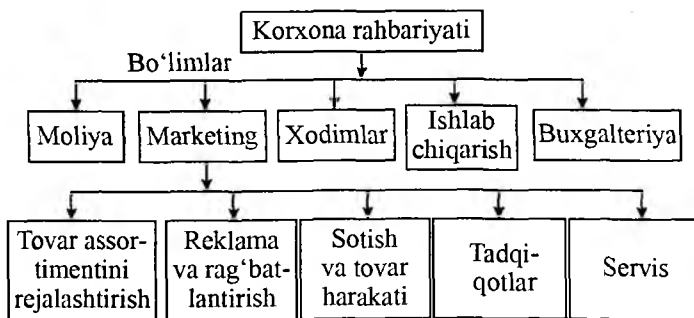 Korxona rahbariyati
Bo‘limlar
Moliya
Marketing
Xodimlar
Ishlab
chiqarish
Buxgalteriya
Tovar assor-
timentini
rejalashtirish
Reklama
va rag‘bat-
lantirish
Sotish
va tovar
harakati
Tadqi-
qotlar
Servis